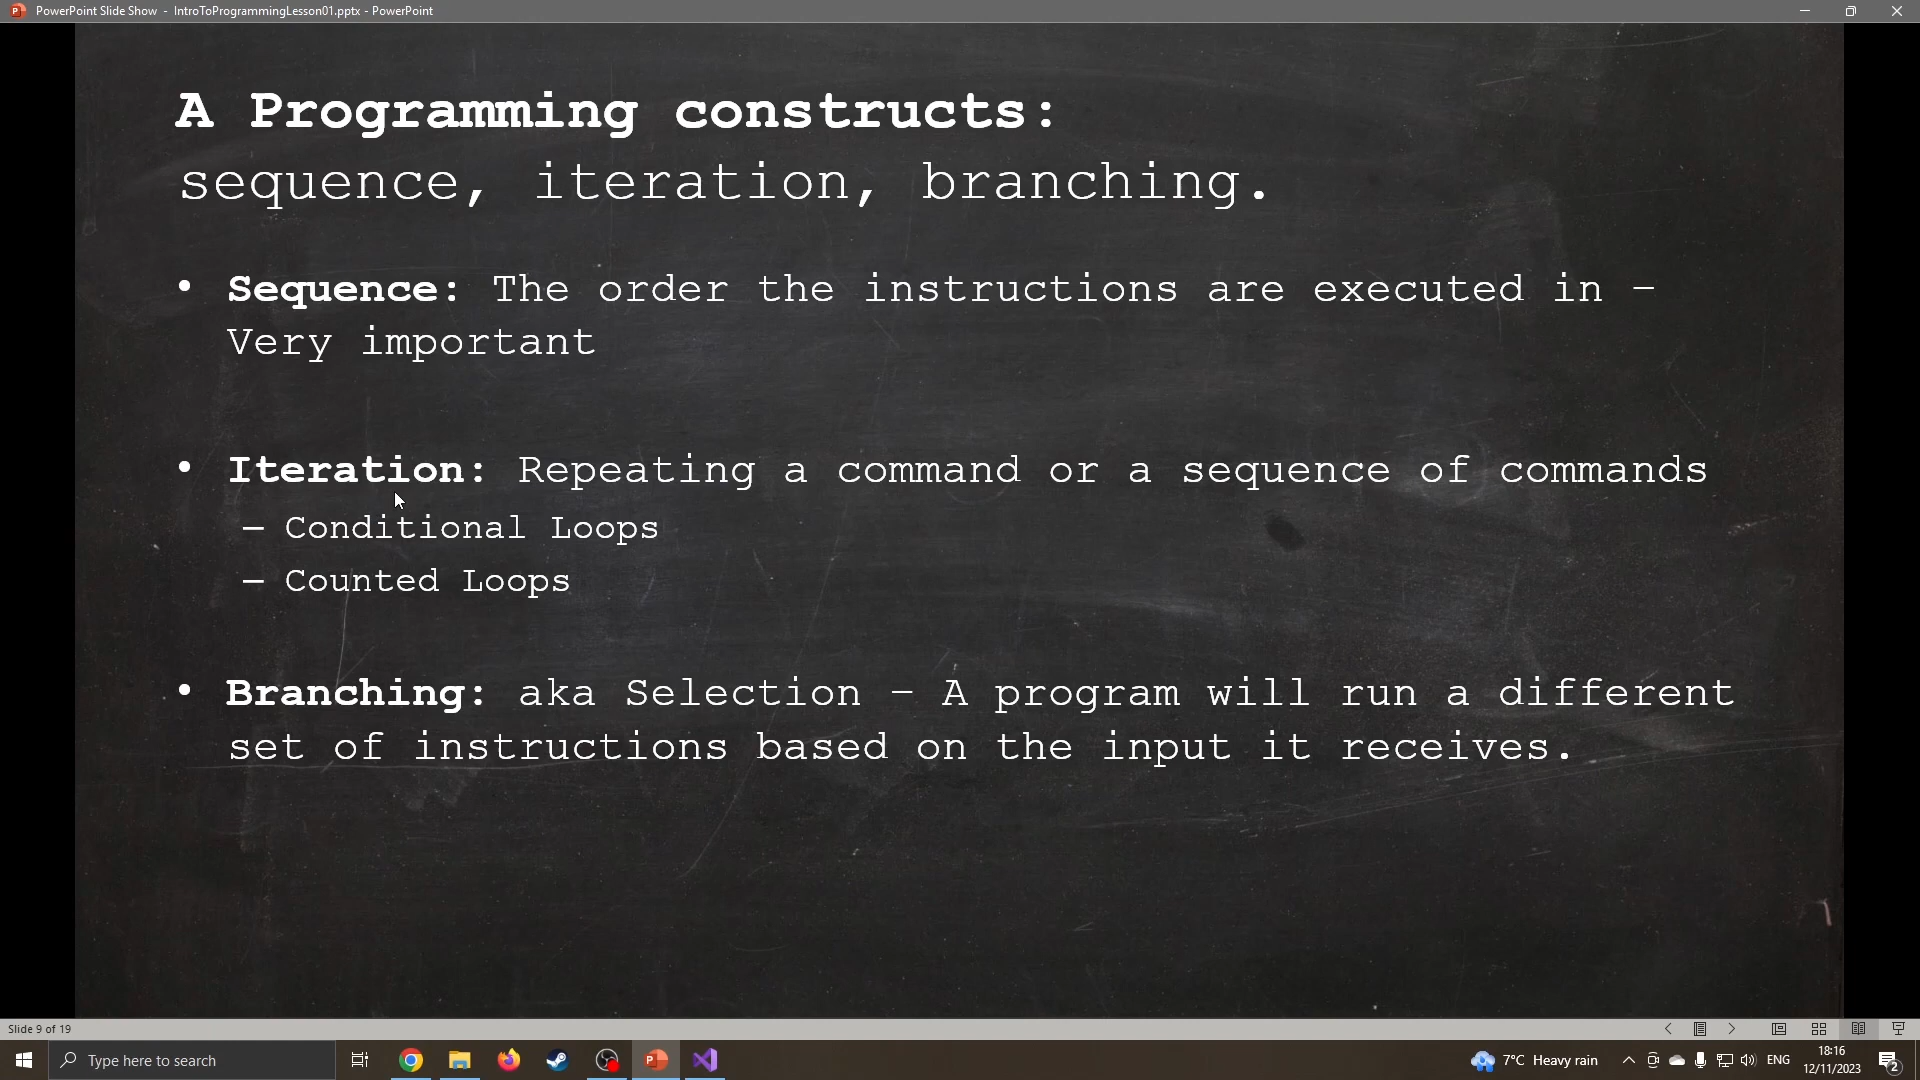 PowerPoint Slide Show - IntroToProgrammingLesson01.pptx - PowerPoint
A Programming constructs:
sequence, iteration, branching.
• Sequence: The order the instructions are executed in –
Very important
• Iteration: Repeating a command or a sequence of commands
– Conditional Loops
– Counted Loops
• Branching: aka Selection – A program will run a different
set of instructions based on the input it receives.
Slide 9 of 19
Type here to search
7°C Heavy rain
ENG
18:16
12/11/2023
2